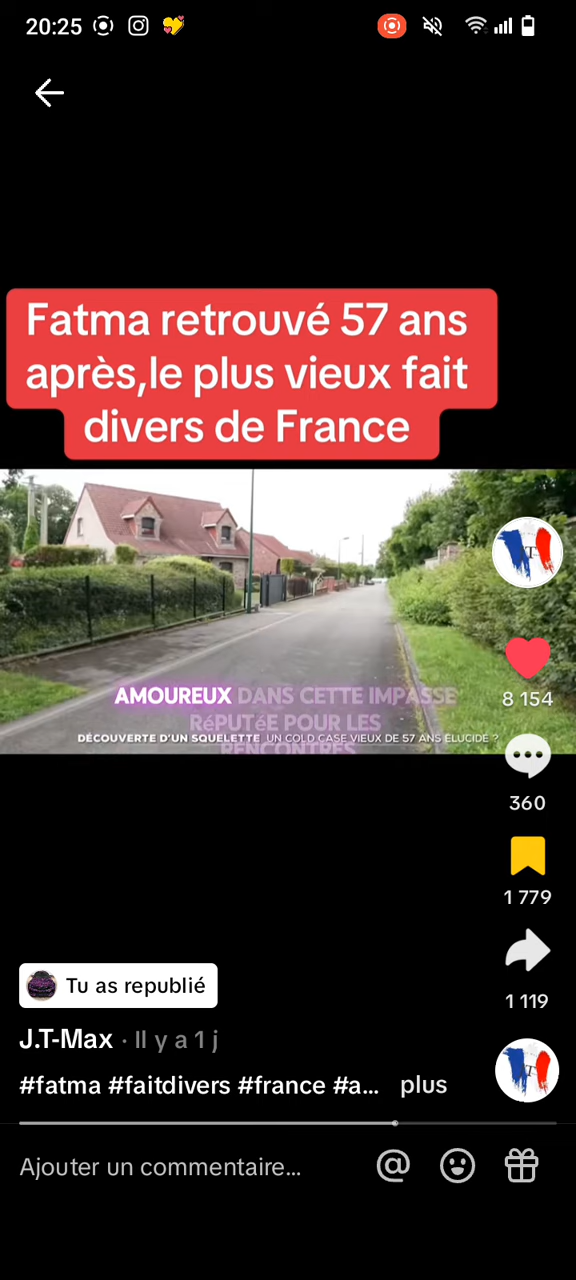 20:25
Fatma retrouvé 57 ans
après,le plus vieux fait
divers de France
AMOUREUX DANS CETTE IMPASSE
RéPUTéE POUR LES
RENCONTRES
DÉCOUVERTE D'UN SQUELETTE UN COLD CASE VIEUX DE 57 ANS ÉLUCIDÉ ?
8 154
360
1 779
1 119
Tu as republié
J.T-Max · Il y a 1 j
#fatma #faitdivers #france #a... plus
Ajouter un commentaire...